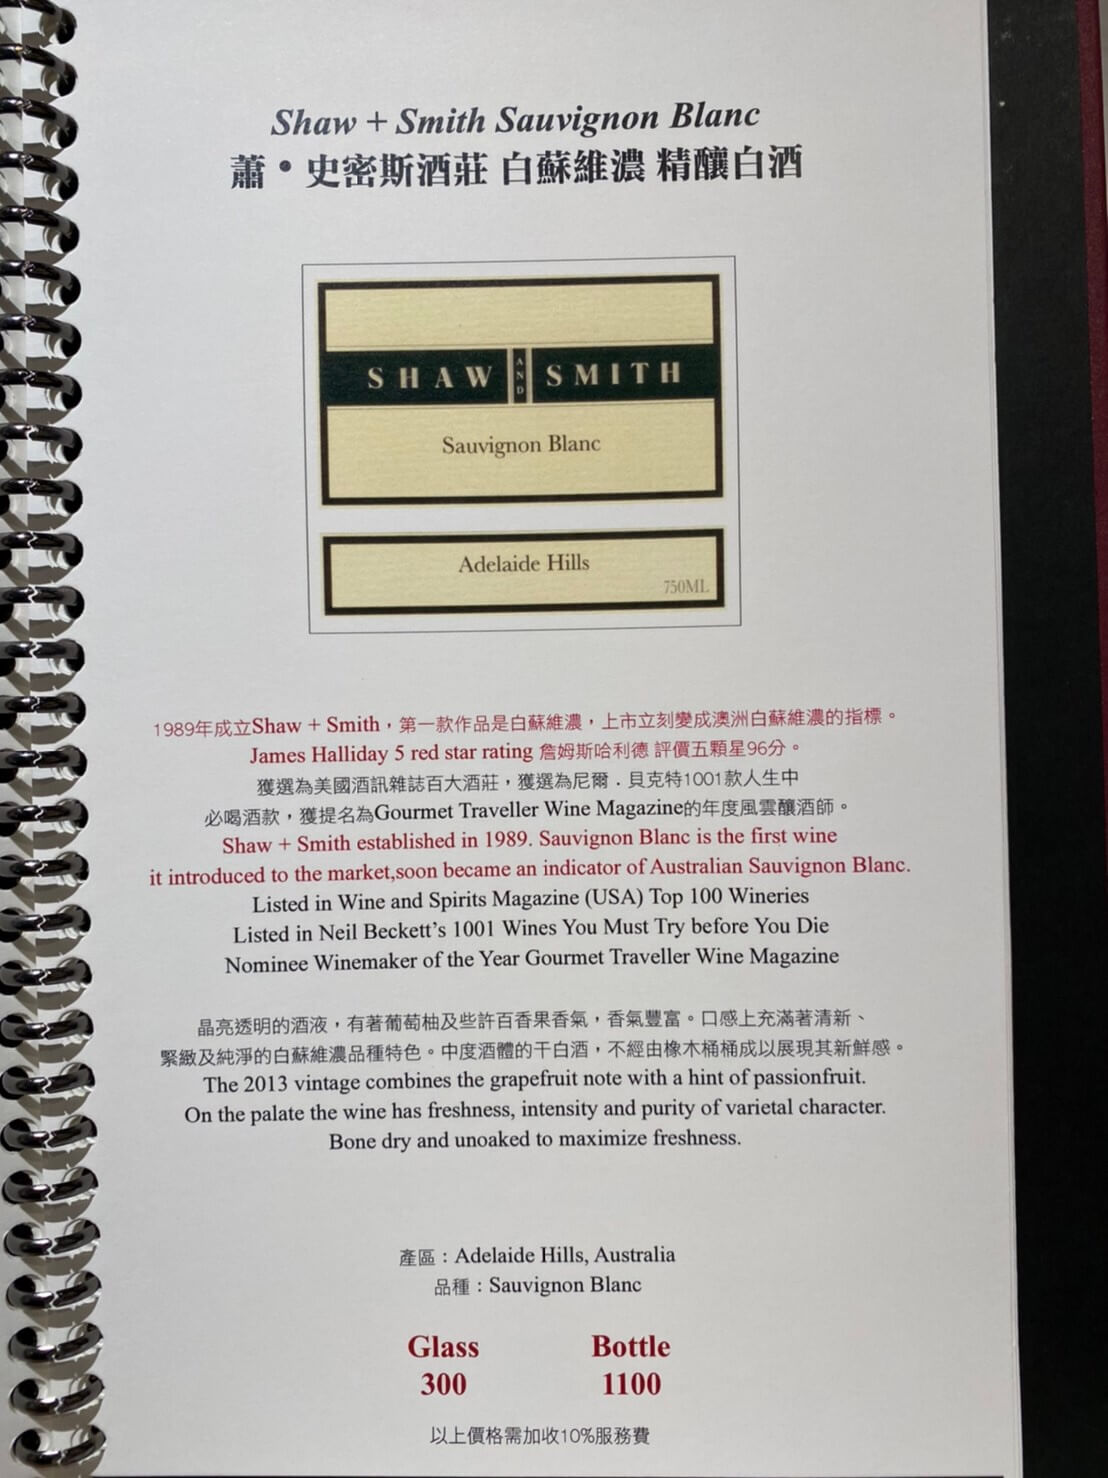 Shaw + Smith Sauvignon Blanc
蕭·史密斯酒莊 白蘇維濃 精釀白酒
SHAW AND SMITH
Sauvignon Blanc
Adelaide Hills
750ML
1989年成立Shaw + Smith，第一款作品是白蘇維濃，上市立刻變成澳洲白蘇維濃的指標。
James Halliday 5 red star rating 詹姆斯哈利德 評價五顆星96分。
獲選為美國酒訊雜誌百大酒莊，獲選為尼爾．貝克特1001款人生中
必喝酒款，獲提名為Gourmet Traveller Wine Magazine的年度風雲釀酒師。
Shaw + Smith established in 1989. Sauvignon Blanc is the first wine
it introduced to the market,soon became an indicator of Australian Sauvignon Blanc.
Listed in Wine and Spirits Magazine (USA) Top 100 Wineries
Listed in Neil Beckett's 1001 Wines You Must Try before You Die
Nominee Winemaker of the Year Gourmet Traveller Wine Magazine
晶亮透明的酒液，有著葡萄柚及些許百香果香氣，香氣豐富。口感上充滿著清新、
緊緻及純淨的白蘇維濃品種特色。中度酒體的干白酒，不經由橡木桶桶成以展現其新鮮感。
The 2013 vintage combines the grapefruit note with a hint of passionfruit.
On the palate the wine has freshness, intensity and purity of varietal character.
Bone dry and unoaked to maximize freshness.
產區：Adelaide Hills, Australia
品種：Sauvignon Blanc
Glass Bottle
300 1100
以上價格需加收10%服務費